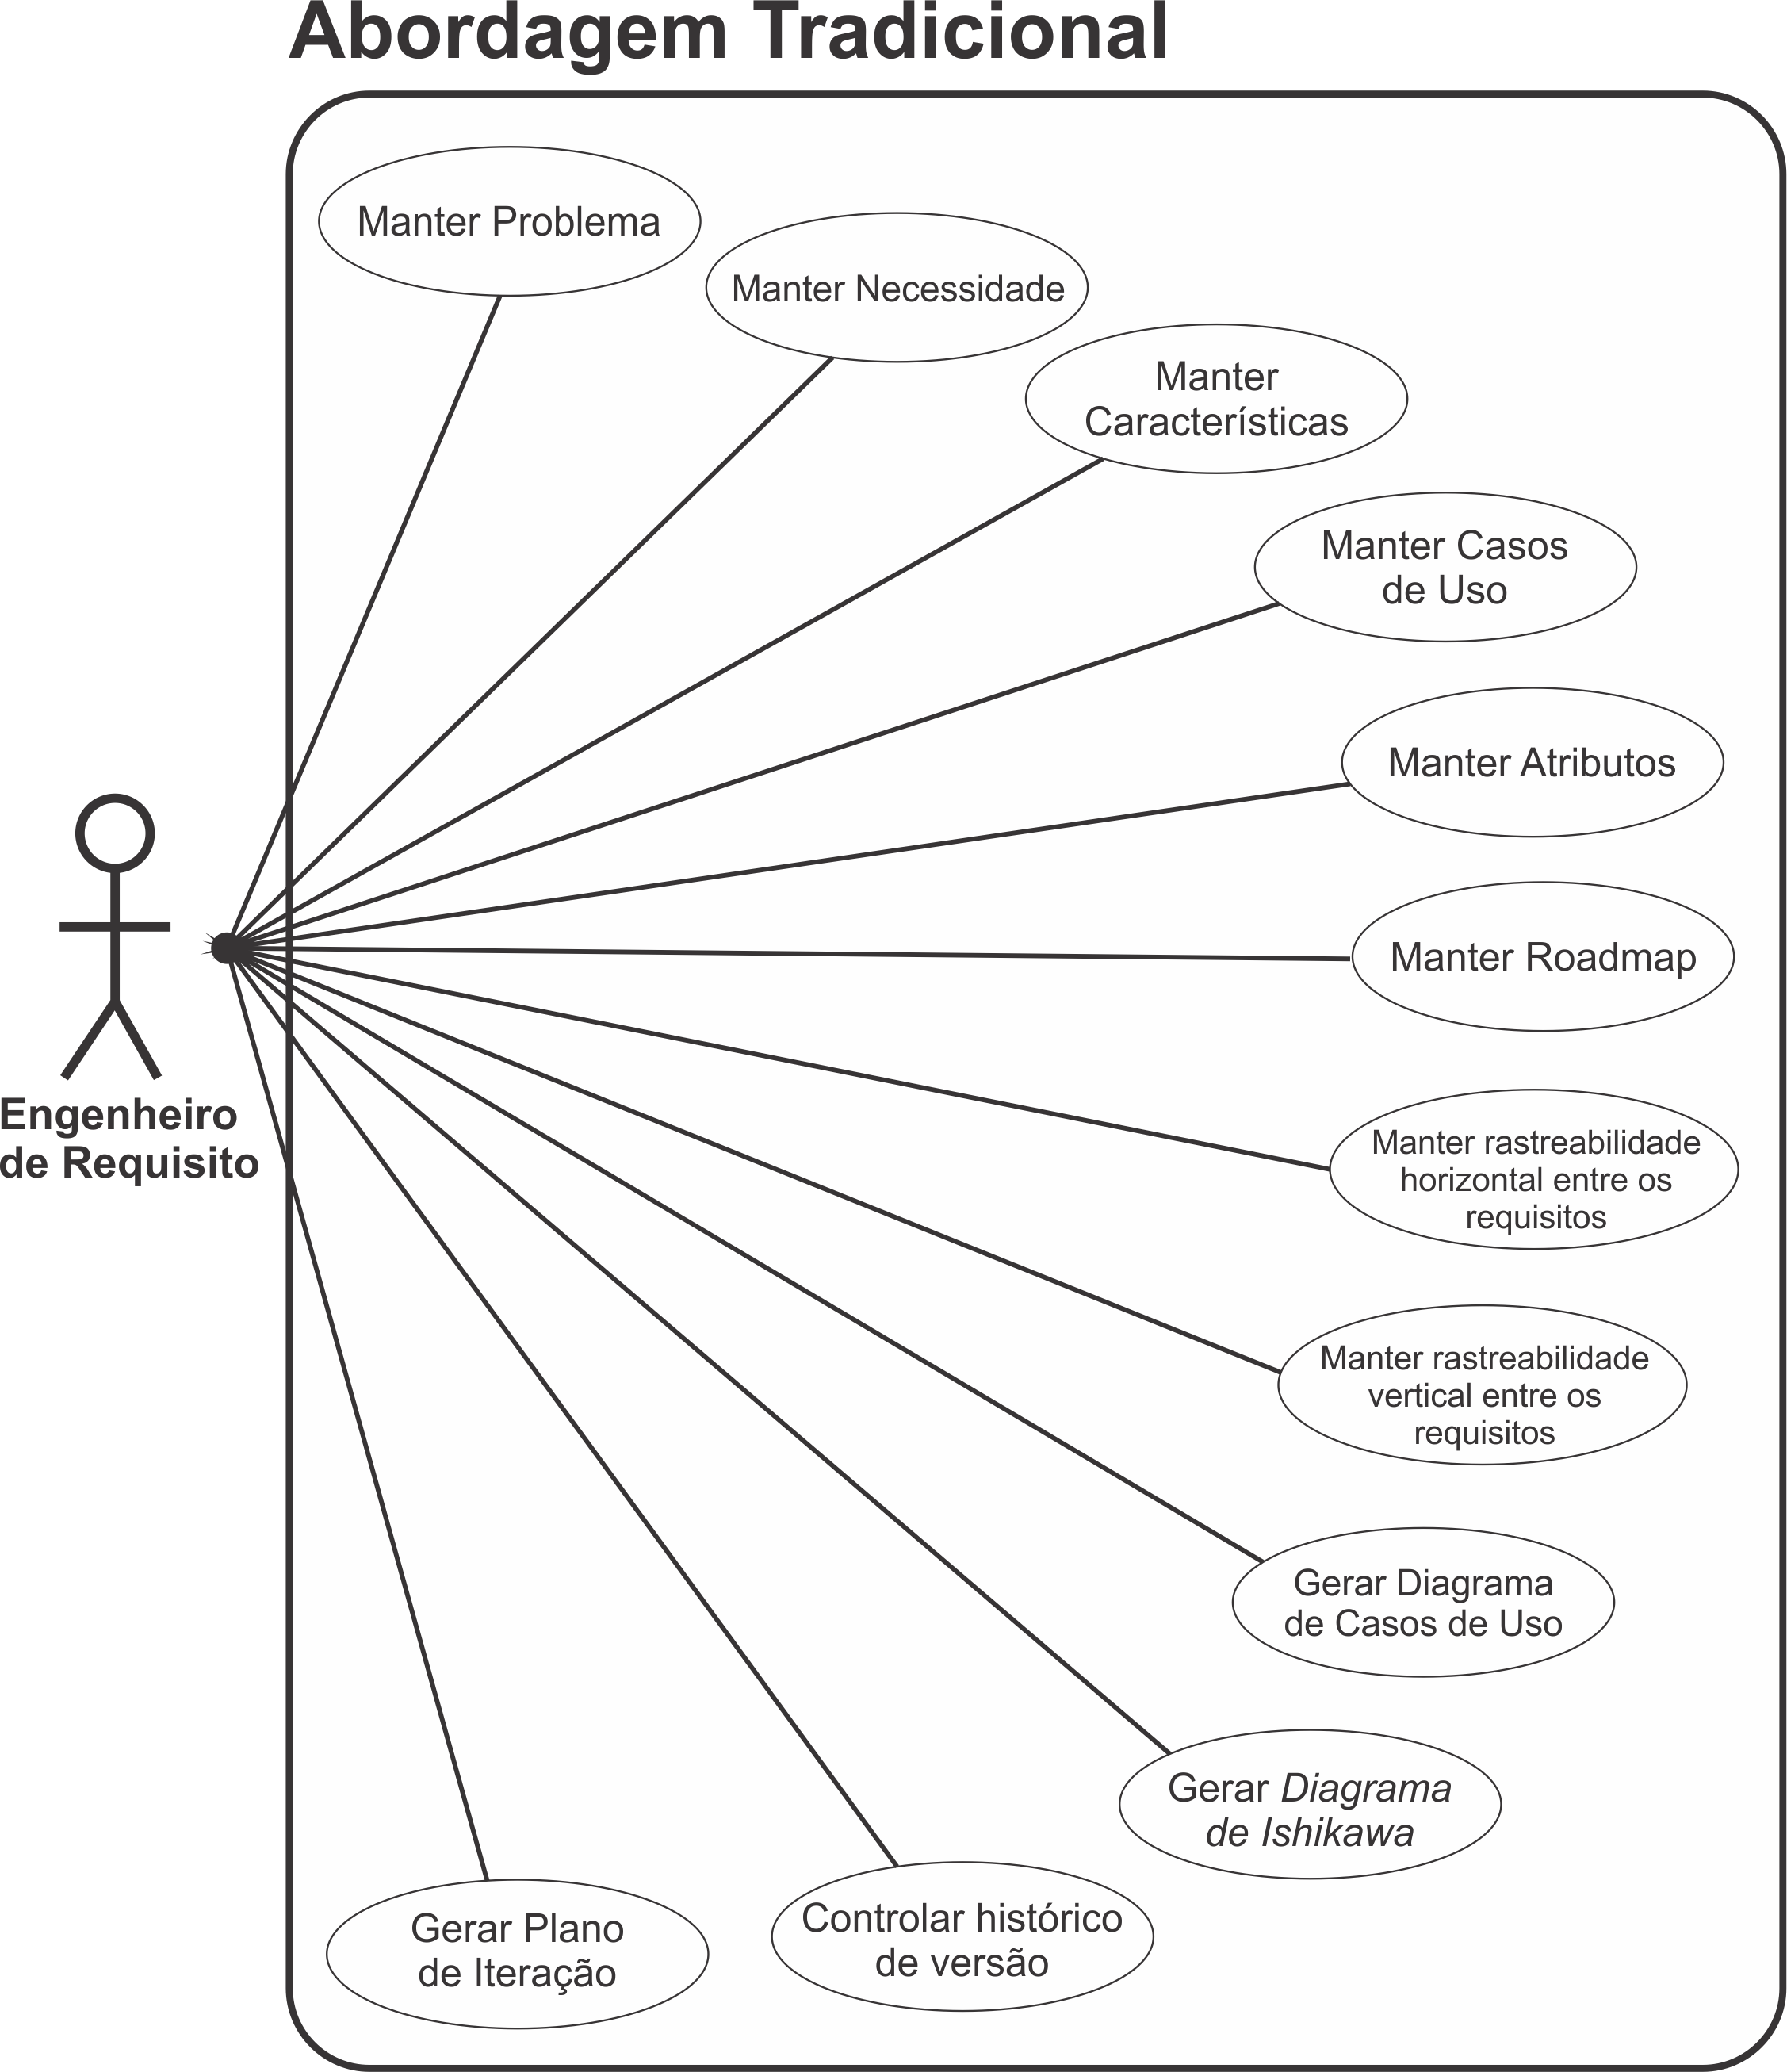 Abordagem Tradicional
Manter Problema
Manter Necessidade
Manter
Características
Manter Casos
de Uso
Manter Atributos
Manter Roadmap
Engenheiro
de Requisito
Manter rastreabilidade
horizontal entre os
requisitos
Manter rastreabilidade
vertical entre os
requisitos
Gerar Diagrama
de Casos de Uso
Gerar Diagrama
de Ishikawa
Controlar histórico
de versão
Gerar Plano
de Iteração